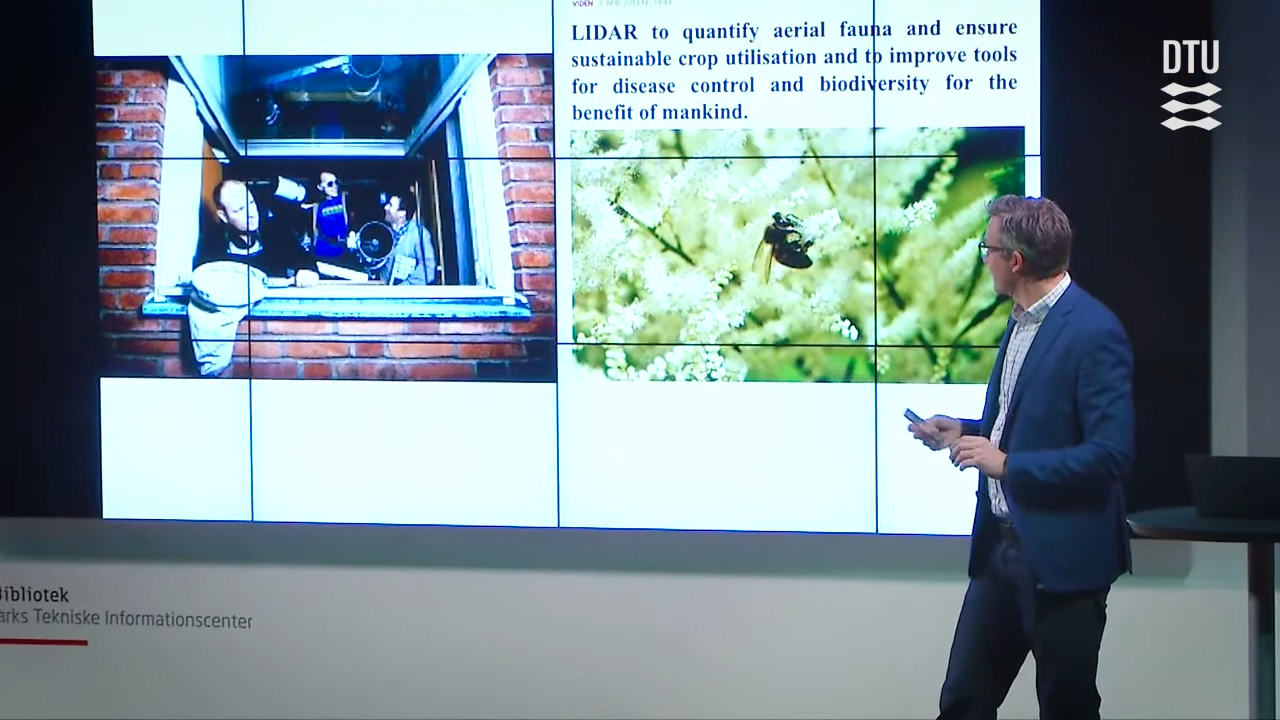 VIDEN
LIDAR to quantify aerial fauna and ensure
sustainable crop utilisation and to improve tools
for disease control and biodiversity for the
benefit of mankind.
DTU
Bibliotek
arks Tekniske Informationscenter